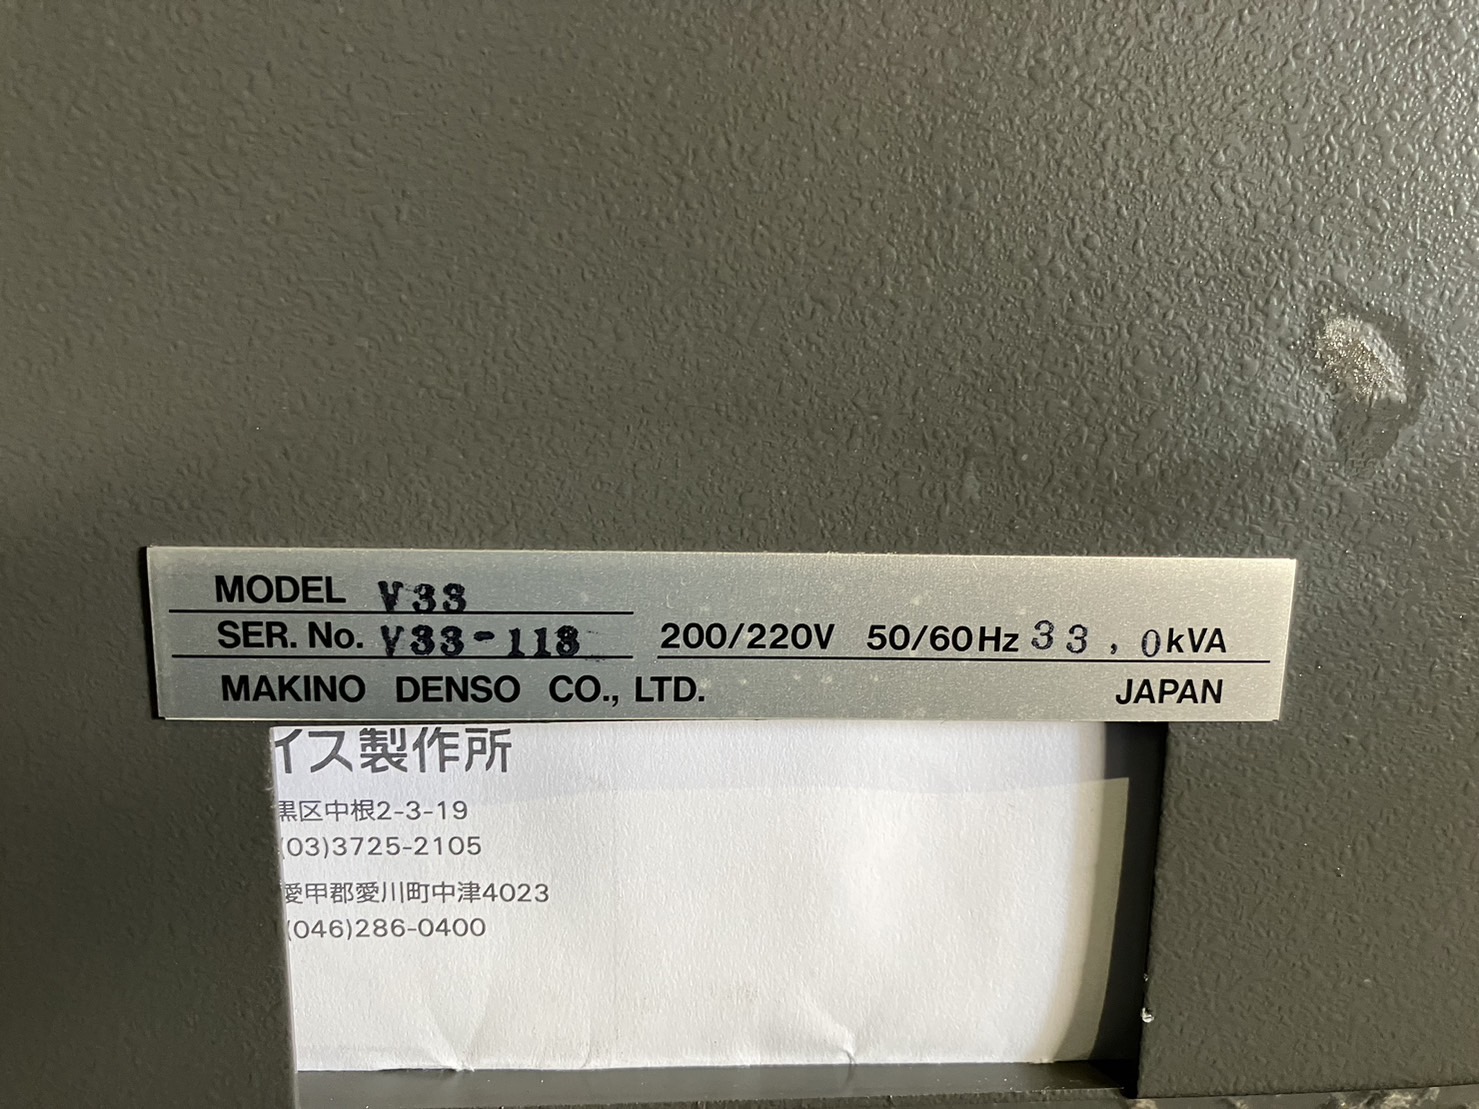 MODEL V33
SER. No. V33-113 200/220V 50/60Hz 33,0kVA
MAKINO DENSO CO., LTD. JAPAN
イス製作所
黒区中根2-3-19
(03)3725-2105
愛甲郡愛川町中津4023
(046)286-0400